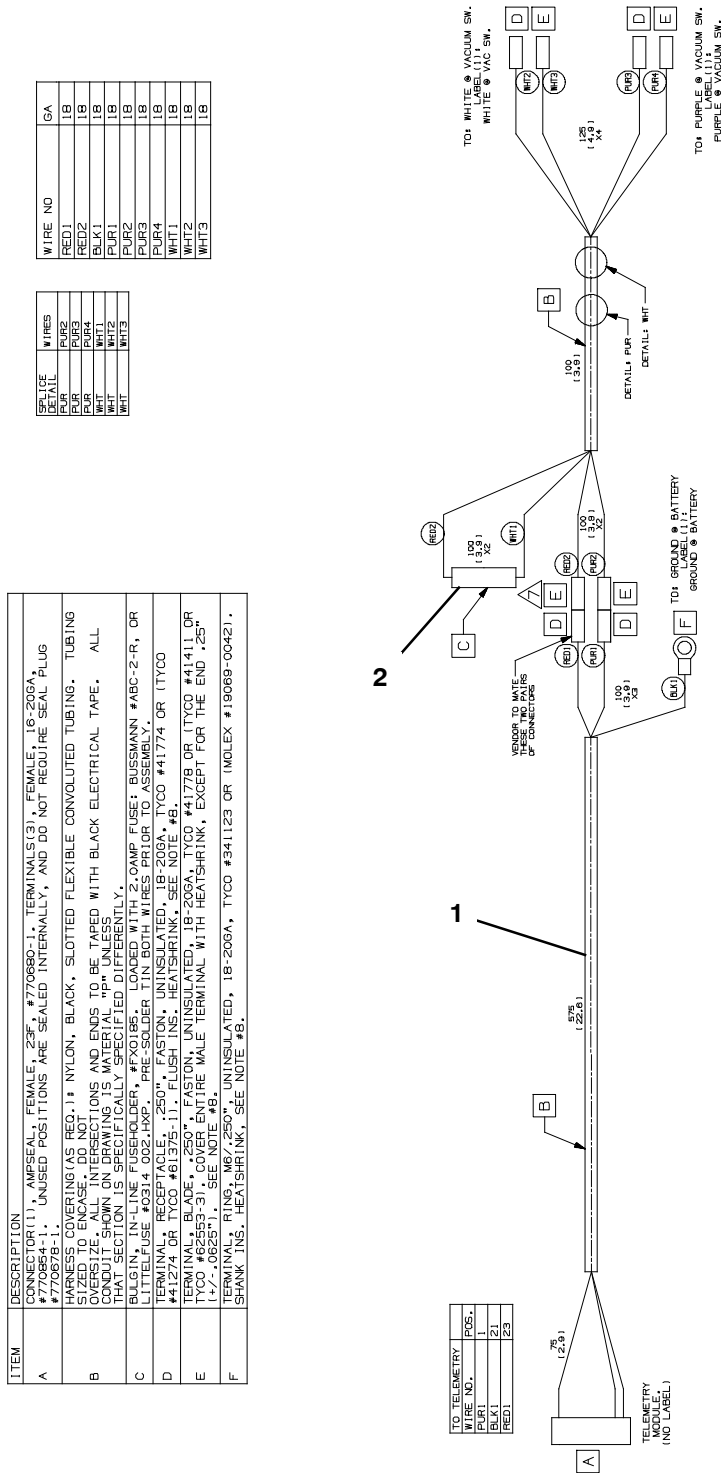 ITEM DESCRIPTION
A CONNECTOR(1), AMPSEAL, FEMALE, 23F, #770680-1. TERMINALS(3), FEMALE, 16-20GA,
#770854-1. UNUSED POSITIONS ARE SEALED INTERNALLY, AND DO NOT REQUIRE SEAL PLUG
#770678-1.
B HARNESS COVERING(AS REQ.): NYLON, BLACK, SLOTTED FLEXIBLE CONVOLUTED TUBING. TUBING
SIZED TO ENCASE. DO NOT
OVERSIZE. ALL INTERSECTIONS AND ENDS TO BE TAPED WITH BLACK ELECTRICAL TAPE. ALL
CONDUIT SHOWN ON DRAWING IS MATERIAL "P" UNLESS
THAT SECTION IS SPECIFICALLY SPECIFIED DIFFERENTLY.
C BULGIN, IN-LINE FUSEHOLDER, #FX0185. LOADED WITH 2.0AMP FUSE: BUSSMANN #ABC-2-R, OR
LITTELFUSE #0314 002.HXP. PRE-SOLDER TIN BOTH WIRES PRIOR TO ASSEMBLY.
D TERMINAL, RECEPTACLE, .250", FASTON, UNINSULATED, 18-20GA, TYCO #41774 OR (TYCO
#41274 OR TYCO #61375-1). FLUSH INS. HEATSHRINK, SEE NOTE #8.
E TERMINAL, BLADE, .250", FASTON, UNINSULATED, 18-20GA, TYCO #41778 OR (TYCO #41411 OR
TYCO #62553-3). COVER ENTIRE MALE TERMINAL WITH HEATSHRINK, EXCEPT FOR THE END .25"
(+/-.0625"). SEE NOTE #8.
F TERMINAL, RING, M6/.250", UNINSULATED, 18-20GA, TYCO #341123 OR (MOLEX #19069-0042).
SHANK INS. HEATSHRINK, SEE NOTE #8.
SPLICE DETAIL WIRES
PUR PUR2
PUR PUR3
PUR PUR4
WHT WHT1
WHT WHT2
WHT WHT3
WIRE NO GA
RED1 18
RED2 18
BLK1 18
PUR1 18
PUR2 18
PUR3 18
PUR4 18
WHT1 18
WHT2 18
WHT3 18
TO TELEMETRY
WIRE NO. POS.
PUR1 1
BLK1 21
RED1 23
A
TELEMETRY
MODULE.
(NO LABEL)
75
[2.9]
B
575
[22.6]
1
VENDOR TO MATE
THESE TWO PAIRS
OF CONNECTORS
100
[3.9]
X3
BLK1
F
TO: GROUND @ BATTERY
LABEL(1):
GROUND @ BATTERY
RED1
PUR1
D
E
D
E
7
RED2
PUR2
100
[3.9]
X2
2
C
RED2
WHT1
100
[3.9]
X2
100
[3.9]
B
DETAIL: PUR
DETAIL: WHT
125
[4.9]
X4
WHT2
WHT3
D
E
TO: WHITE @ VACUUM SW.
LABEL(1):
WHITE @ VAC SW.
PUR3
PUR4
D
E
TO: PURPLE @ VACUUM SW.
LABEL(1):
PURPLE @ VACUUM SW.